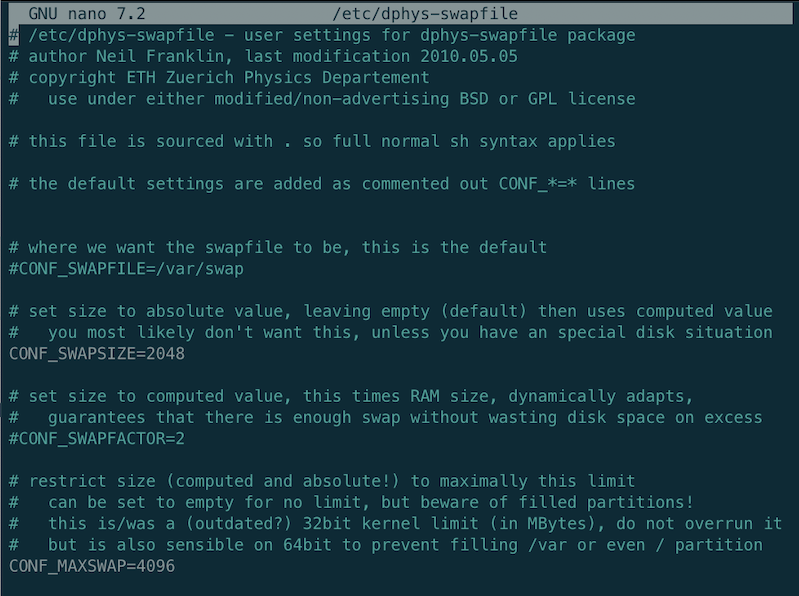 GNU nano 7.2 /etc/dphys-swapfile
# /etc/dphys-swapfile - user settings for dphys-swapfile package
# author Neil Franklin, last modification 2010.05.05
# copyright ETH Zuerich Physics Departement
#   use under either modified/non-advertising BSD or GPL license
# this file is sourced with . so full normal sh syntax applies
# the default settings are added as commented out CONF_*=* lines
# where we want the swapfile to be, this is the default
#CONF_SWAPFILE=/var/swap
# set size to absolute value, leaving empty (default) then uses computed value
#   you most likely don't want this, unless you have an special disk situation
CONF_SWAPSIZE=2048
# set size to computed value, this times RAM size, dynamically adapts,
#   guarantees that there is enough swap without wasting disk space on excess
#CONF_SWAPFACTOR=2
# restrict size (computed and absolute!) to maximally this limit
#   can be set to empty for no limit, but beware of filled partitions!
#   this is/was a (outdated?) 32bit kernel limit (in MBytes), do not overrun it
#   but is also sensible on 64bit to prevent filling /var or even / partition
CONF_MAXSWAP=4096